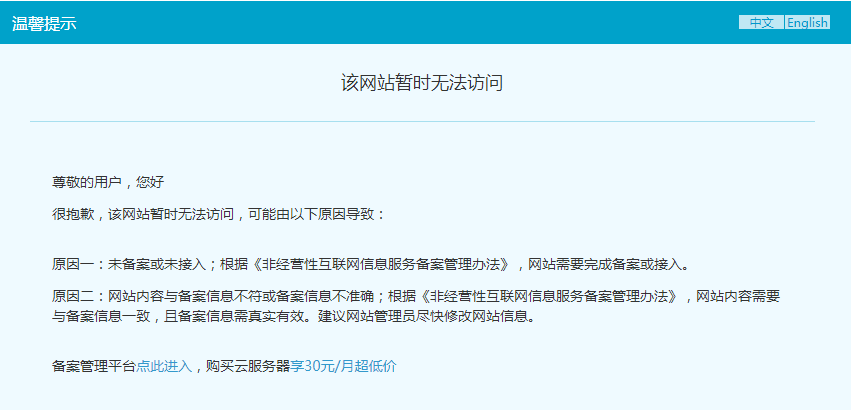 温馨提示
中文 English
该网站暂时无法访问
尊敬的用户，您好
很抱歉，该网站暂时无法访问，可能由以下原因导致：
原因一：未备案或未接入；根据《非经营性互联网信息服务备案管理办法》，网站需要完成备案或接入。
原因二：网站内容与备案信息不符或备案信息不准确；根据《非经营性互联网信息服务备案管理办法》，网站内容需要
与备案信息一致，且备案信息需真实有效。建议网站管理员尽快修改网站信息。
备案管理平台点此进入，购买云服务器享30元/月超低价